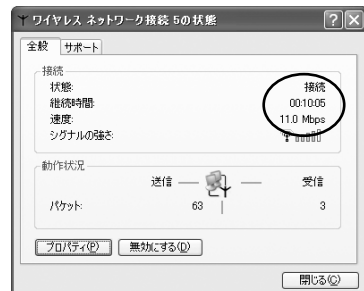 ワイヤレス ネットワーク接続 5の状態
全般 サポート
接続
状態: 接続
継続時間: 00:10:05
速度: 11.0 Mbps
シグナルの強さ:
動作状況
送信 — — 受信
パケット: 63 | 3
プロパティ(P) 無効にする(D)
閉じる(C)